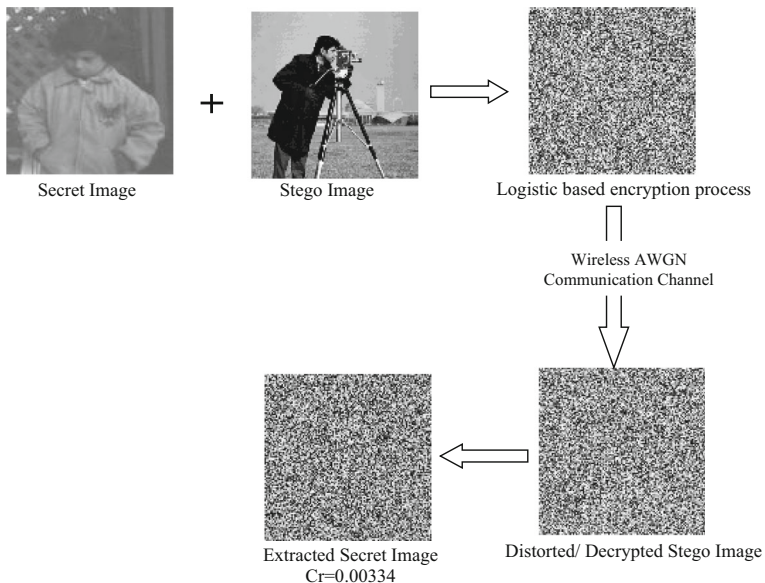 Secret Image
+
Stego Image
Logistic based encryption process
Wireless AWGN
Communication Channel
Distorted/ Decrypted Stego Image
Extracted Secret Image
Cr=0.00334